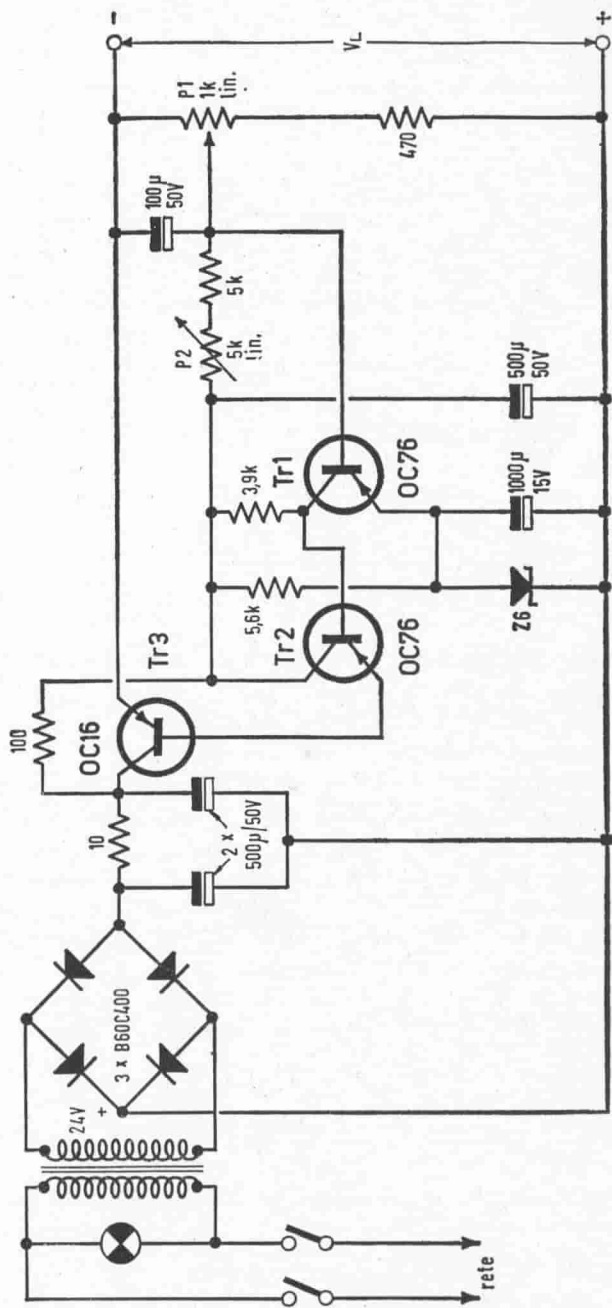 rete
24V
+
3 x B60C400
10
2 x
500µ/50V
100
OC16
Tr3
Tr2
OC76
5,6k
3,9k
Tr1
OC76
Z6
1000µ
15V
500µ
50V
P2
5k
lin.
5k
100µ
50V
P1
1k
lin.
470
VL
-
+